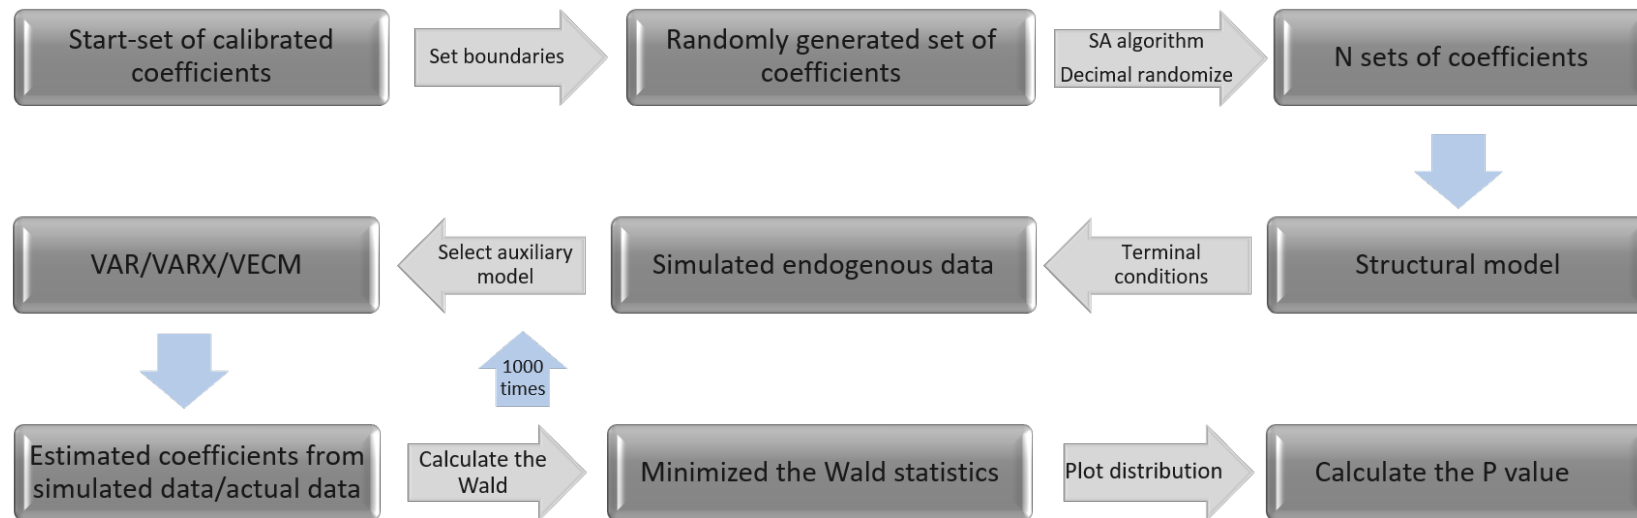 Start-set of calibrated
coefficients
Set boundaries
Randomly generated set of
coefficients
SA algorithm
Decimal randomize
N sets of coefficients
VAR/VARX/VECM
Select auxiliary
model
Simulated endogenous data
Terminal
conditions
Structural model
1000
times
Estimated coefficients from
simulated data/actual data
Calculate the
Wald
Minimized the Wald statistics
Plot distribution
Calculate the P value